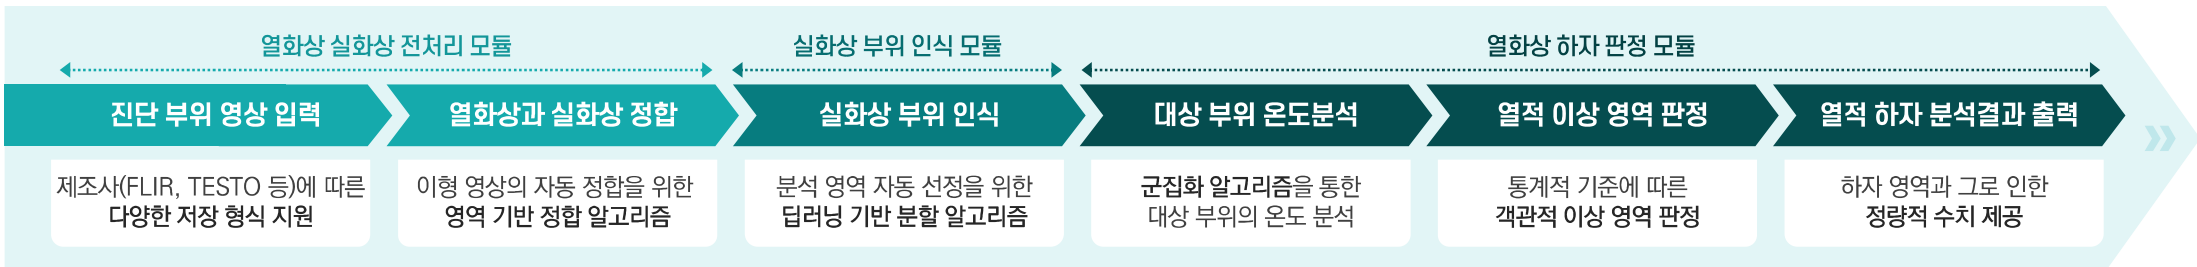 열화상 실화상 전처리 모듈
실화상 부위 인식 모듈
열화상 하자 판정 모듈
진단 부위 영상 입력
열화상과 실화상 정합
실화상 부위 인식
대상 부위 온도분석
열적 이상 영역 판정
열적 하자 분석결과 출력
제조사(FLIR, TESTO 등)에 따른
다양한 저장 형식 지원
이형 영상의 자동 정합을 위한
영역 기반 정합 알고리즘
분석 영역 자동 선정을 위한
딥러닝 기반 분할 알고리즘
군집화 알고리즘을 통한
대상 부위의 온도 분석
통계적 기준에 따른
객관적 이상 영역 판정
하자 영역과 그로 인한
정량적 수치 제공